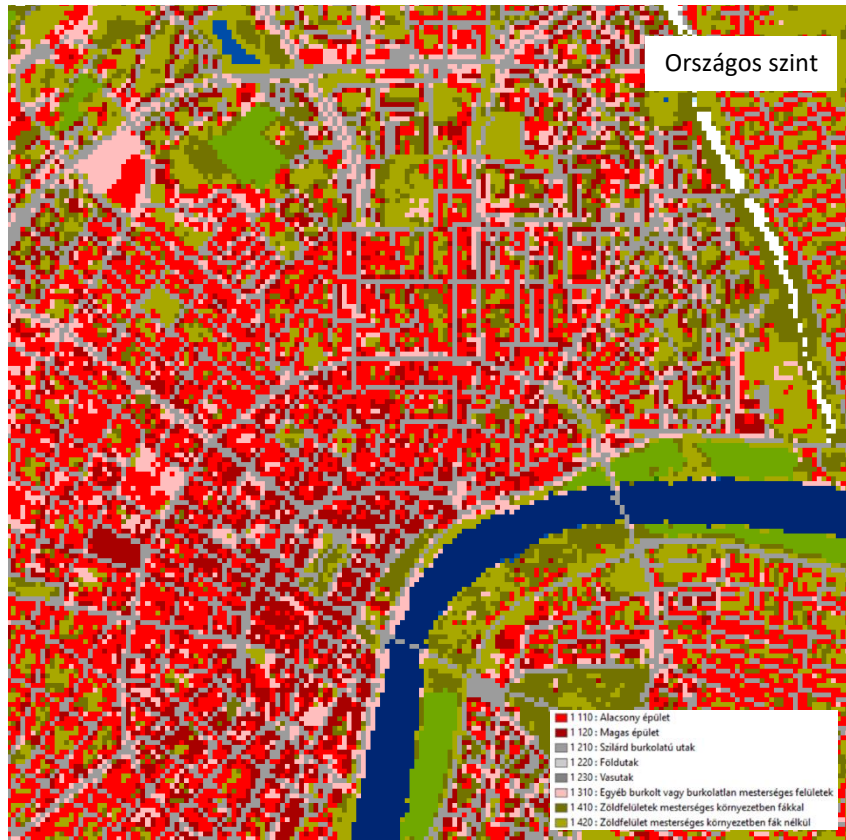 Országos szint
1 110 : Alacsony épület
1 120 : Magas épület
1 210 : Szilárd burkolatú utak
1 220 : Földutak
1 230 : Vasutak
1 310 : Egyéb burkolt vagy burkolatlan mesterséges felületek
1 410 : Zöldfelületek mesterséges környezetben fákkal
1 420 : Zöldfelület mesterséges környezetben fák nélkül